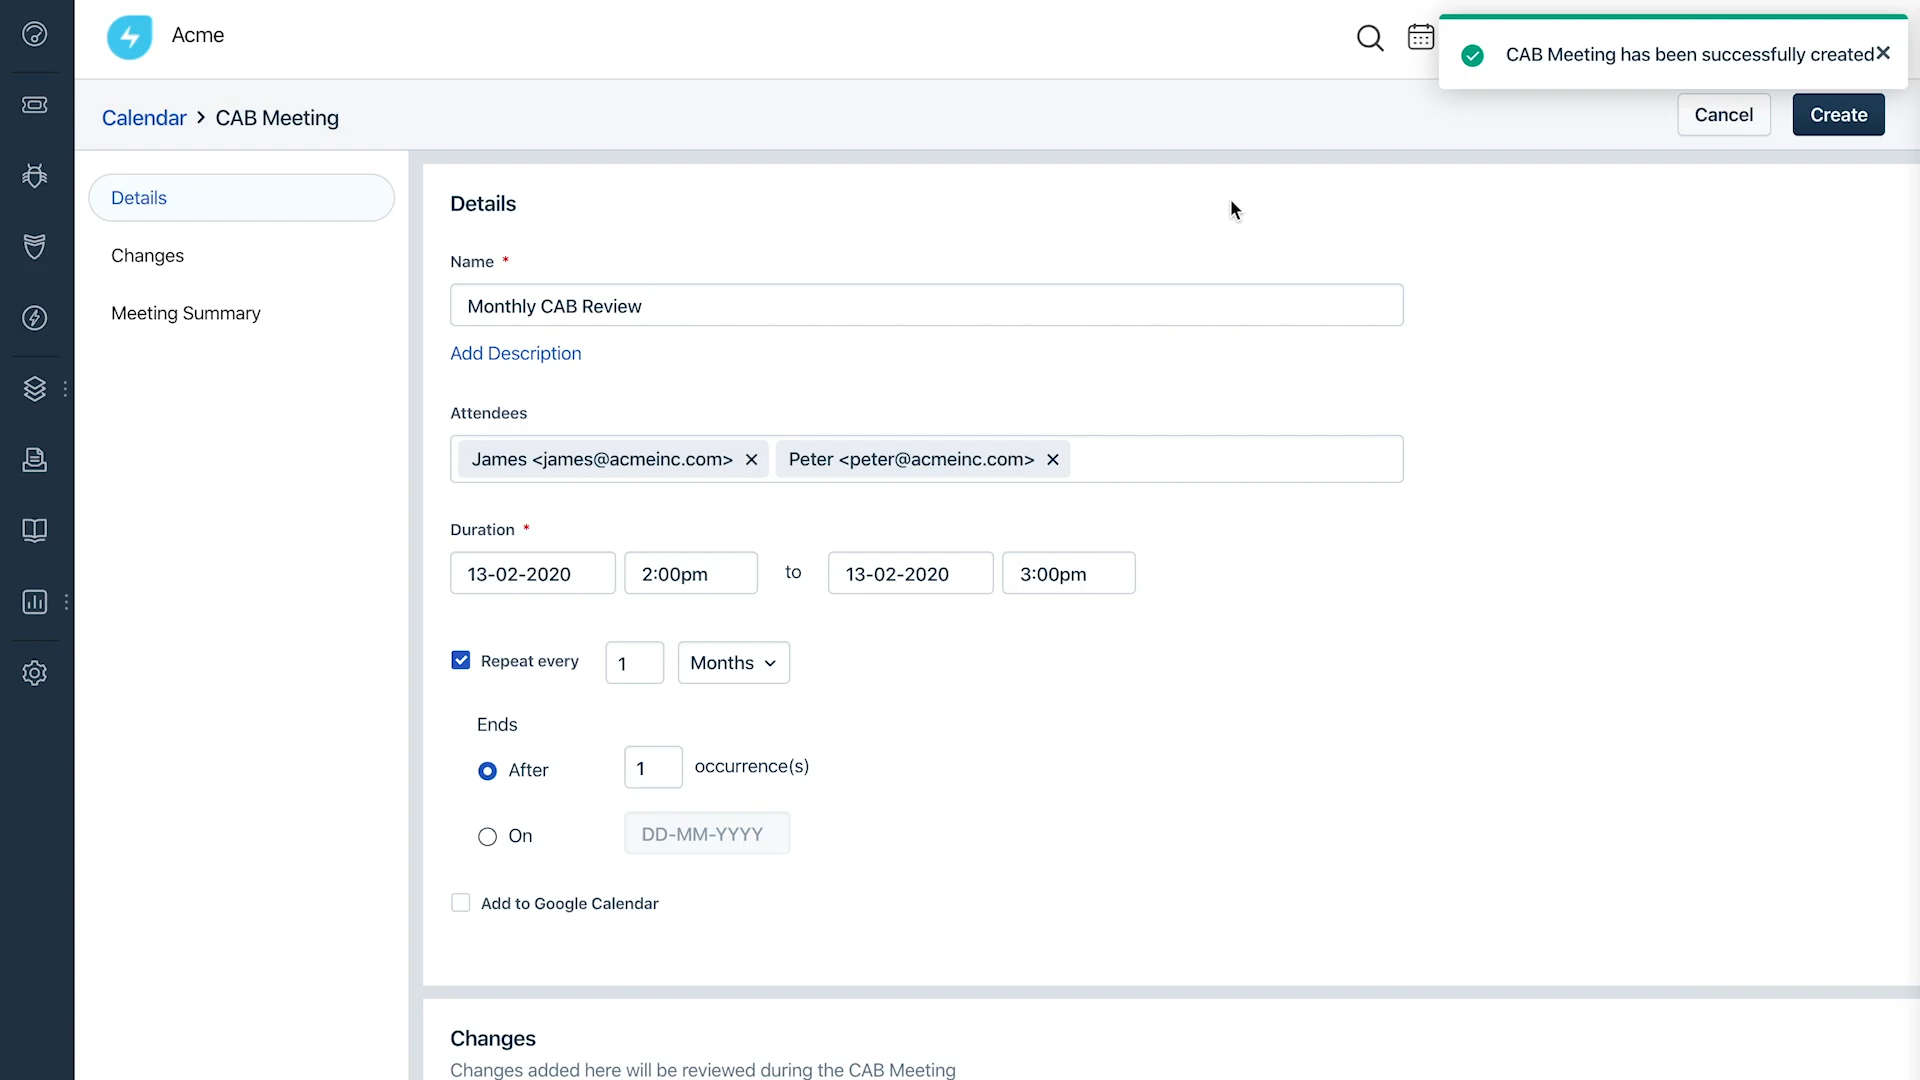 Acme
CAB Meeting has been successfully created
Calendar > CAB Meeting
Cancel
Create
Details
Changes
Meeting Summary
Details
Name *
Monthly CAB Review
Add Description
Attendees
James <james@acmeinc.com> ✕ Peter <peter@acmeinc.com> ✕
Duration *
13-02-2020 2:00pm to 13-02-2020 3:00pm
Repeat every 1 Months
Ends
After 1 occurrence(s)
On DD-MM-YYYY
Add to Google Calendar
Changes
Changes added here will be reviewed during the CAB Meeting